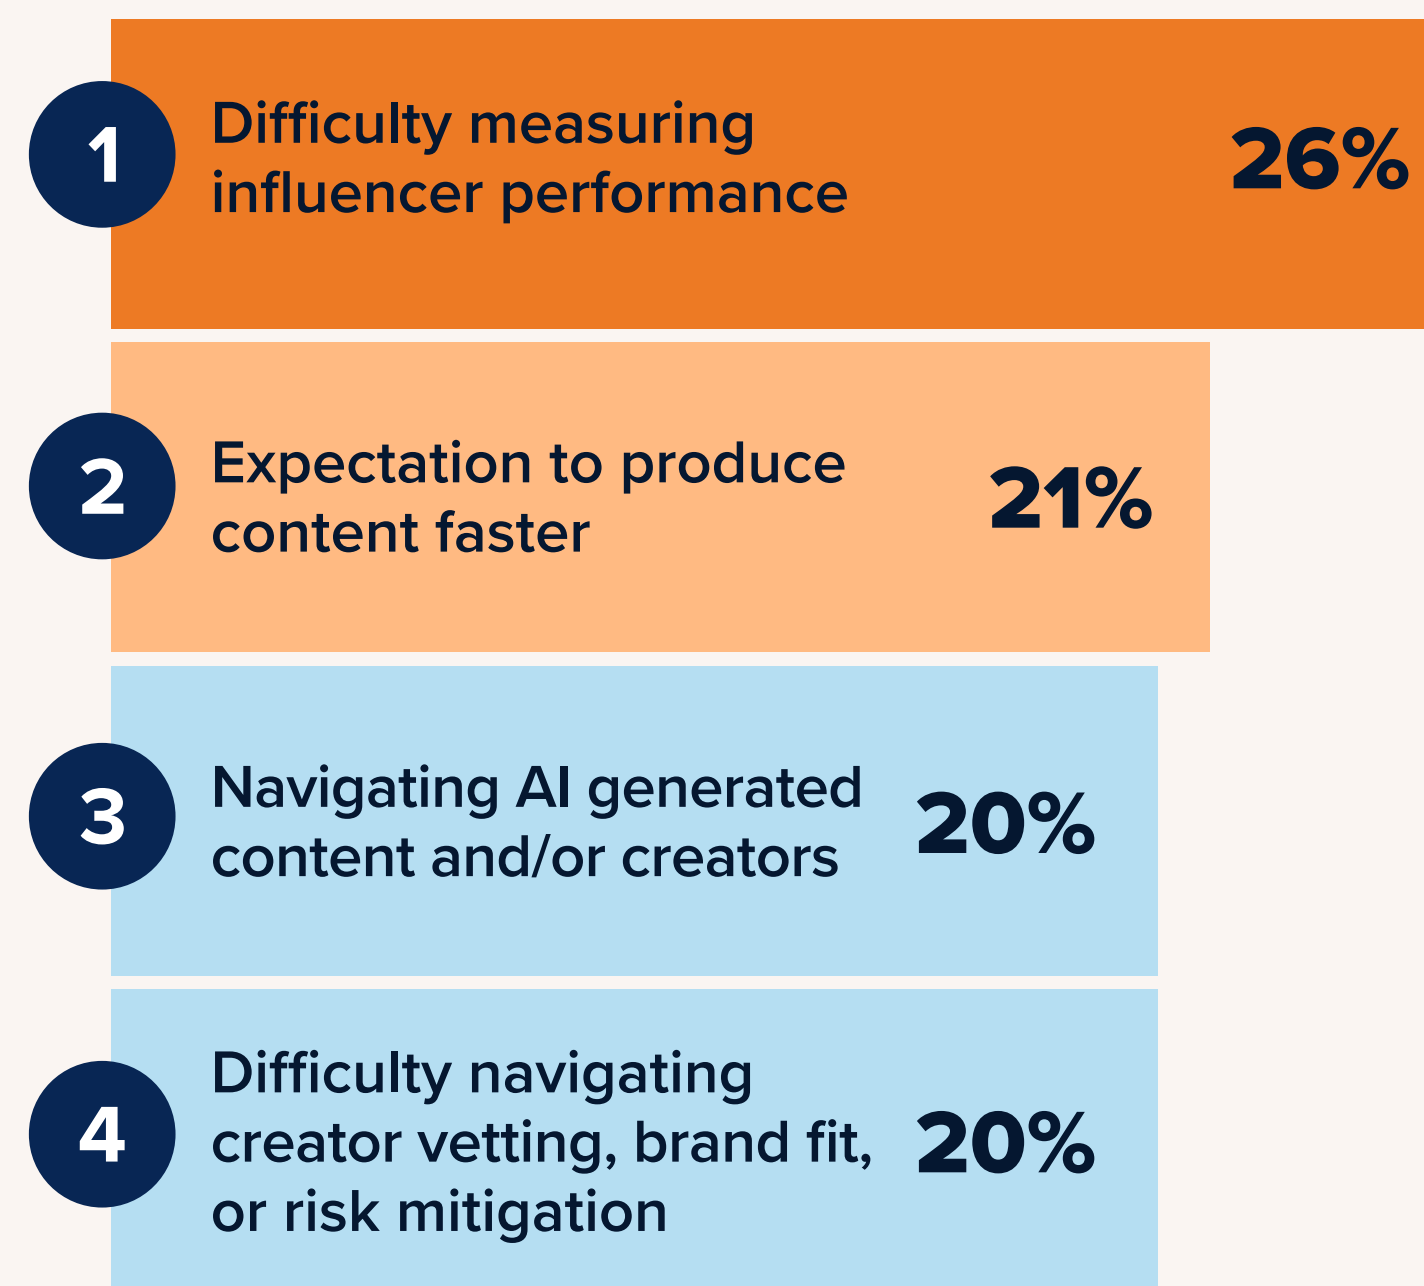 1
Difficulty measuring
influencer performance
26%
2
Expectation to produce
content faster
21%
3
Navigating AI generated
content and/or creators
20%
4
Difficulty navigating
creator vetting, brand fit,
or risk mitigation
20%